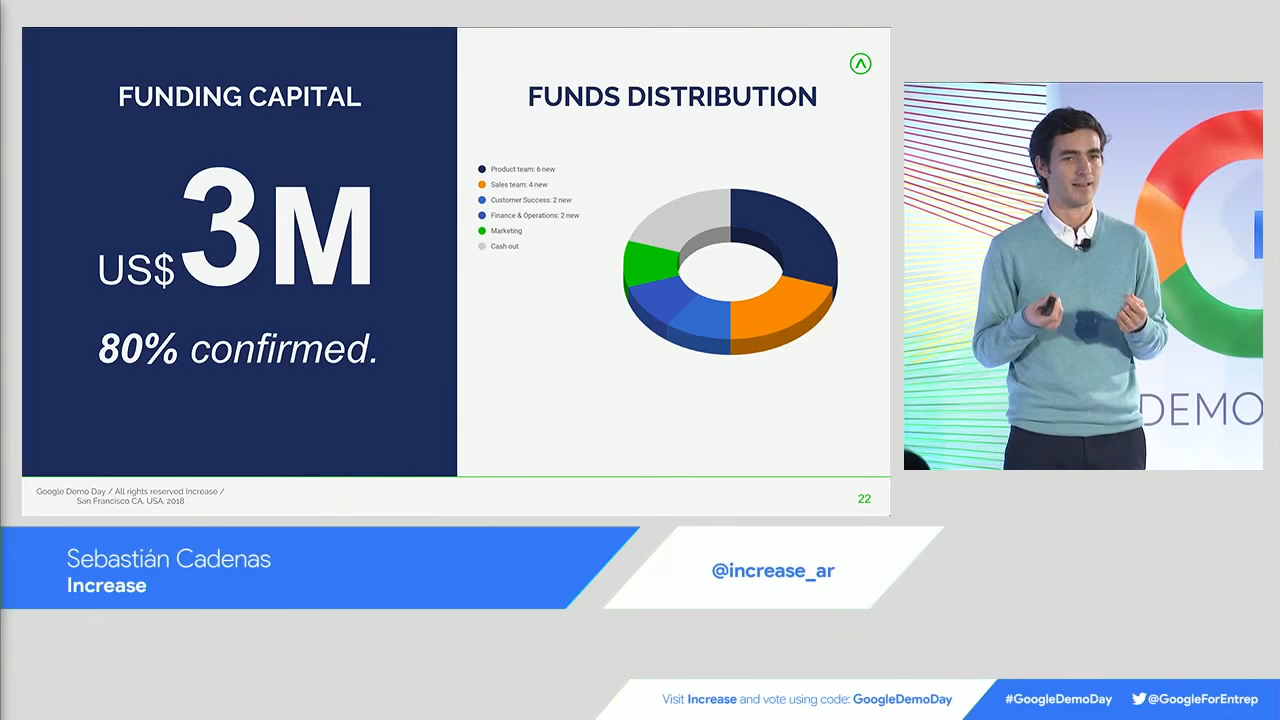 FUNDING CAPITAL
US$3M
80% confirmed.
FUNDS DISTRIBUTION
Product team: 6 new
Sales team: 4 new
Customer Success: 2 new
Finance & Operations: 2 new
Marketing
Cash out
Google Demo Day / All rights reserved Increase /
San Francisco CA, USA, 2018
22
DEMO
Sebastián Cadenas
Increase
@increase_ar
Visit Increase and vote using code: GoogleDemoDay
#GoogleDemoDay
@GoogleForEntrep